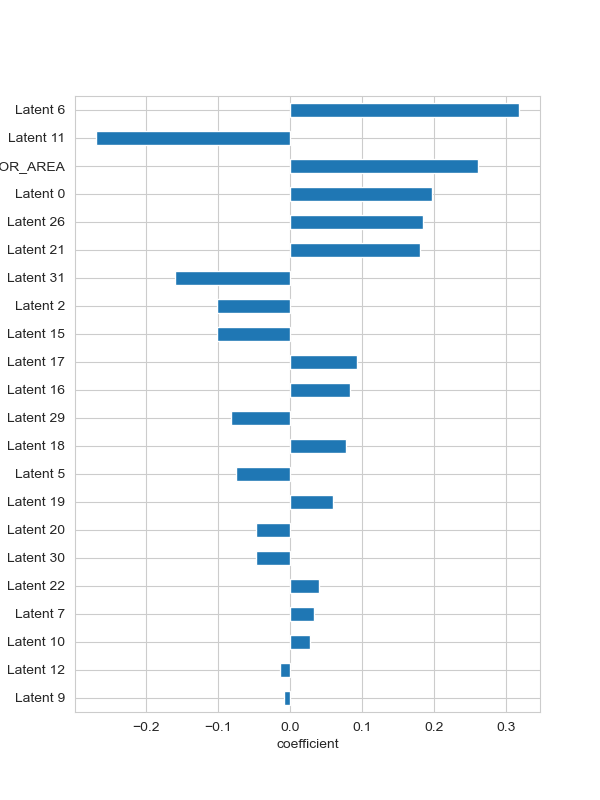 Latent 6
Latent 11
OR_AREA
Latent 0
Latent 26
Latent 21
Latent 31
Latent 2
Latent 15
Latent 17
Latent 16
Latent 29
Latent 18
Latent 5
Latent 19
Latent 20
Latent 30
Latent 22
Latent 7
Latent 10
Latent 12
Latent 9
−0.2 −0.1 0.0 0.1 0.2 0.3
coefficient